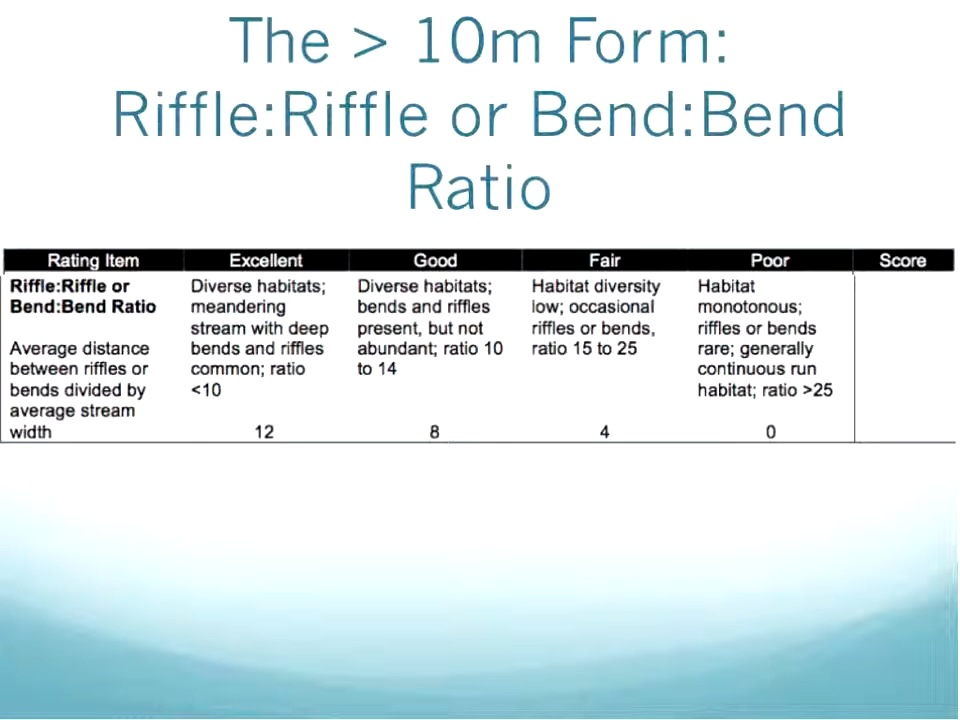 The > 10m Form:
Riffle:Riffle or Bend:Bend
Ratio
Rating Item Excellent Good Fair Poor Score
Riffle:Riffle or
Bend:Bend Ratio
Average distance
between riffles or
bends divided by
average stream
width
Diverse habitats;
meandering
stream with deep
bends and riffles
common; ratio
<10
12
Diverse habitats;
bends and riffles
present, but not
abundant; ratio 10
to 14
8
Habitat diversity
low; occasional
riffles or bends,
ratio 15 to 25
4
Habitat
monotonous;
riffles or bends
rare; generally
continuous run
habitat; ratio >25
0